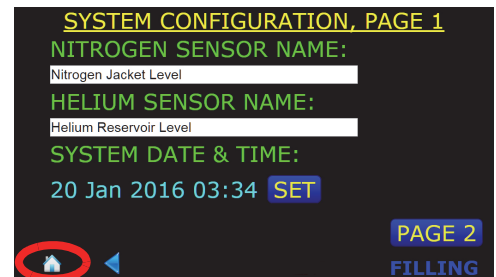 SYSTEM CONFIGURATION, PAGE 1
NITROGEN SENSOR NAME:
Nitrogen Jacket Level
HELIUM SENSOR NAME:
Helium Reservoir Level
SYSTEM DATE & TIME:
20 Jan 2016 03:34 SET
PAGE 2
FILLING